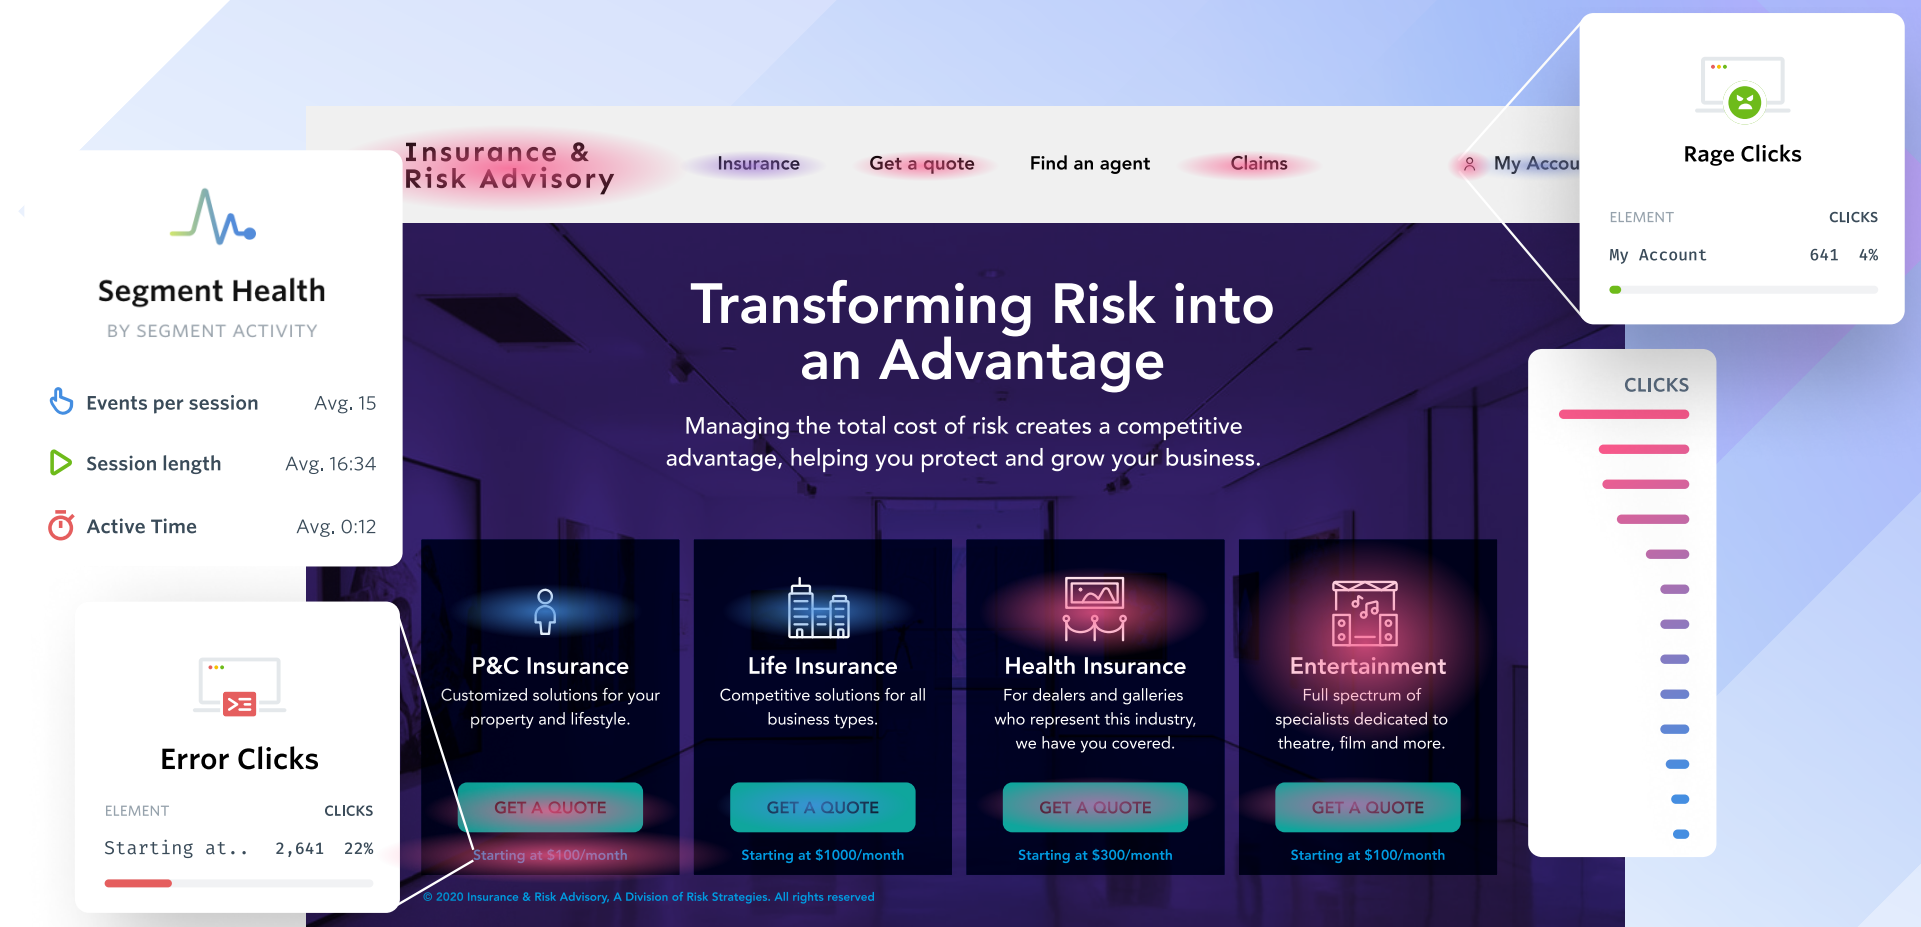 Insurance &
Risk Advisory
Insurance
Get a quote
Find an agent
Claims
My Accou
Rage Clicks
ELEMENT CLICKS
My Account 641 4%
Segment Health
BY SEGMENT ACTIVITY
Events per session Avg. 15
Session length Avg. 16:34
Active Time Avg. 0:12
Transforming Risk into
an Advantage
Managing the total cost of risk creates a competitive
advantage, helping you protect and grow your business.
CLICKS
P&C Insurance
Customized solutions for your
property and lifestyle.
GET A QUOTE
Starting at $100/month
Life Insurance
Competitive solutions for all
business types.
GET A QUOTE
Starting at $1000/month
Health Insurance
For dealers and galleries
who represent this industry,
we have you covered.
GET A QUOTE
Starting at $300/month
Entertainment
Full spectrum of
specialists dedicated to
theatre, film and more.
GET A QUOTE
Starting at $100/month
Error Clicks
ELEMENT CLICKS
Starting at.. 2,641 22%
© 2020 Insurance & Risk Advisory, A Division of Risk Strategies. All rights reserved